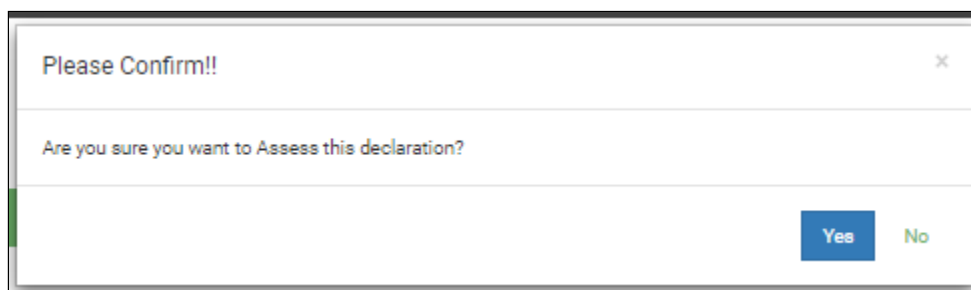 Please Confirm!!
×
Are you sure you want to Assess this declaration?
Yes No